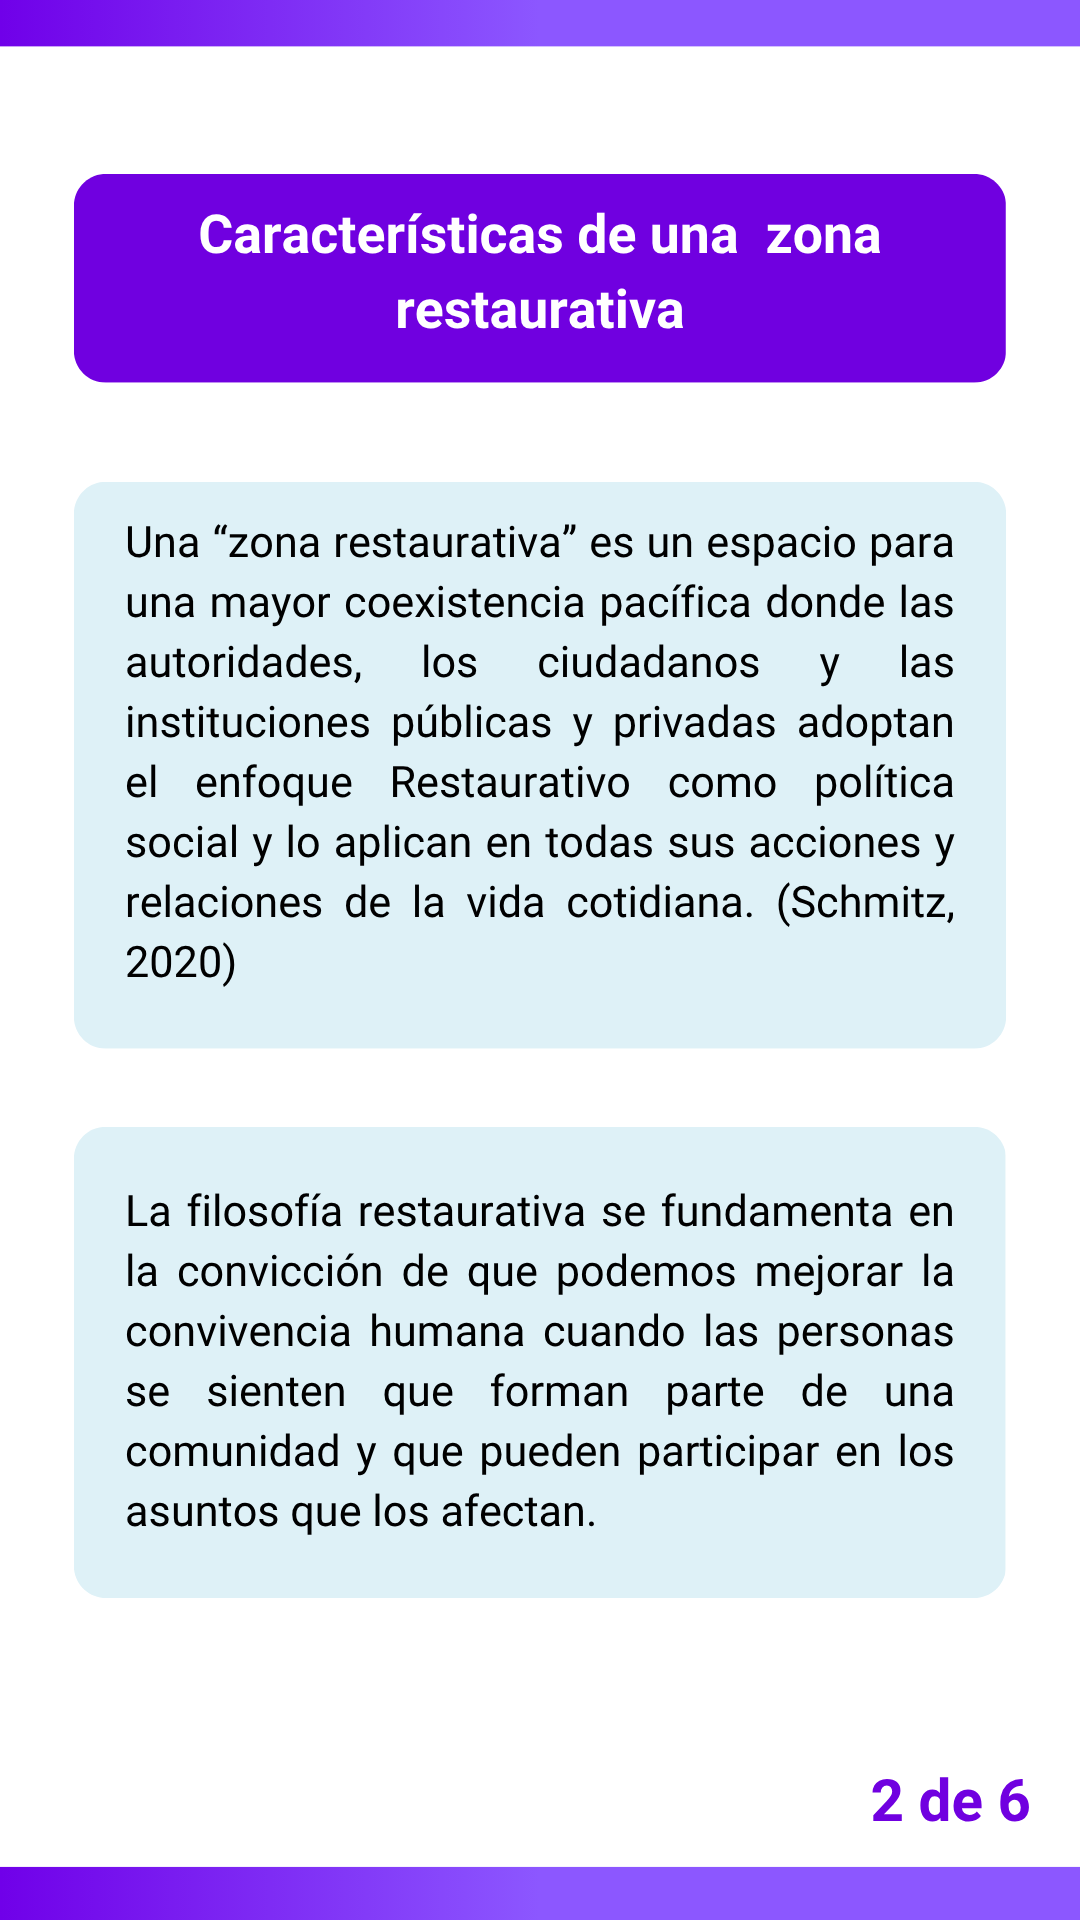 Características de una  zona
restaurativa
Una “zona restaurativa” es un espacio para
una mayor coexistencia pacífica donde las
autoridades, los ciudadanos y las
instituciones públicas y privadas adoptan
el enfoque Restaurativo como política
social y lo aplican en todas sus acciones y
relaciones de la vida cotidiana. (Schmitz,
2020)
La filosofía restaurativa se fundamenta en
la convicción de que podemos mejorar la
convivencia humana cuando las personas
se sienten que forman parte de una
comunidad y que pueden participar en los
asuntos que los afectan.
2 de 6